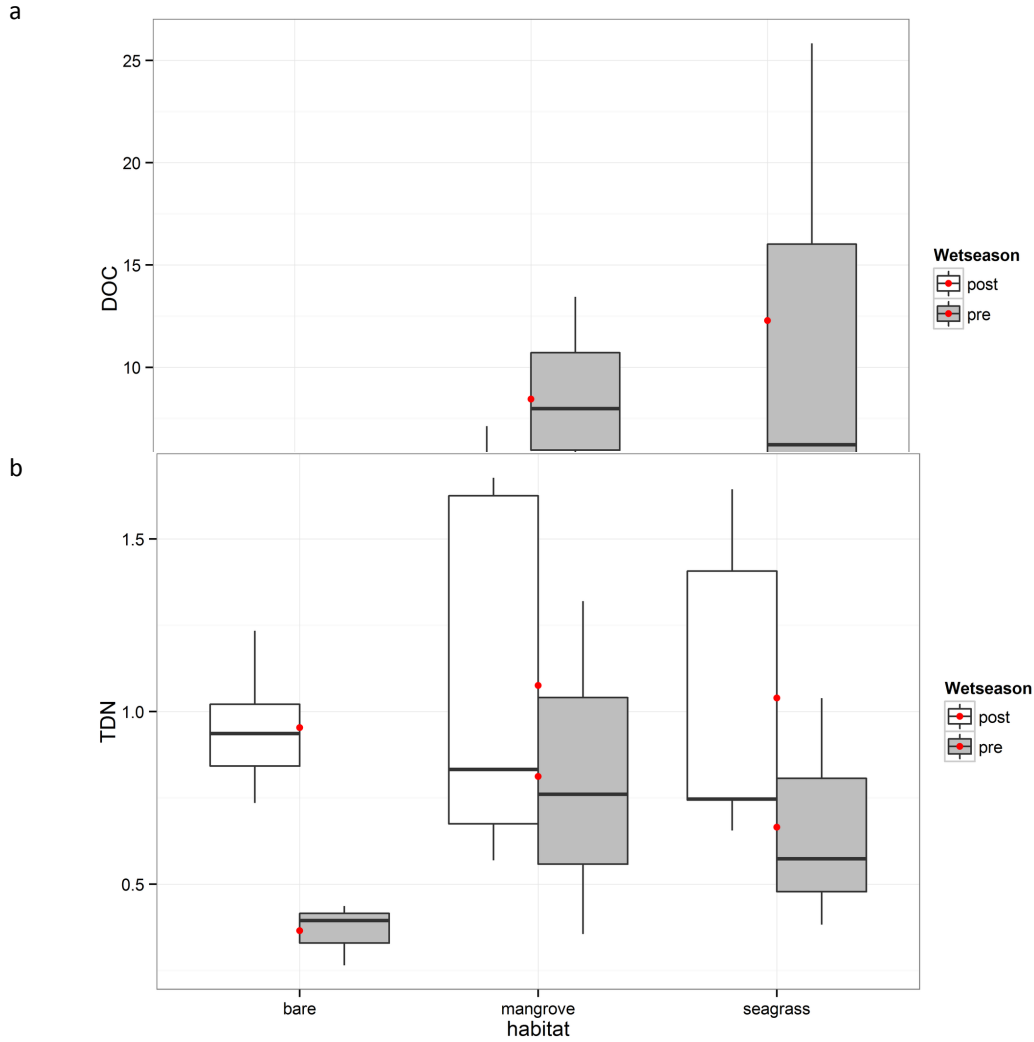 a
25
20
15
10
DOC
Wetseason
post
pre
b
1.5
1.0
0.5
TDN
Wetseason
post
pre
bare mangrove seagrass
habitat